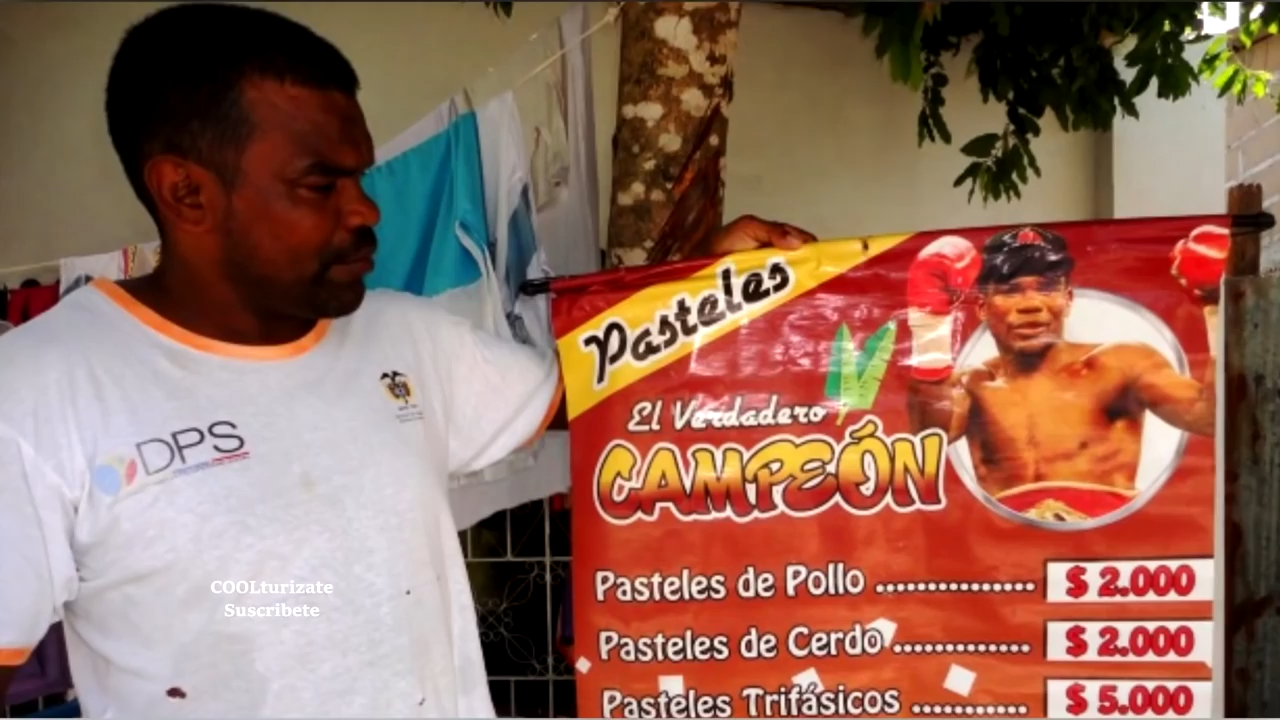 DPS
COOLturizate
Suscribete
Pasteles
El Verdadero
CAMPEÓN
Pasteles de Pollo .................. $ 2.000
Pasteles de Cerdo ............... $ 2.000
Pasteles Trifásicos ............ $ 5.000